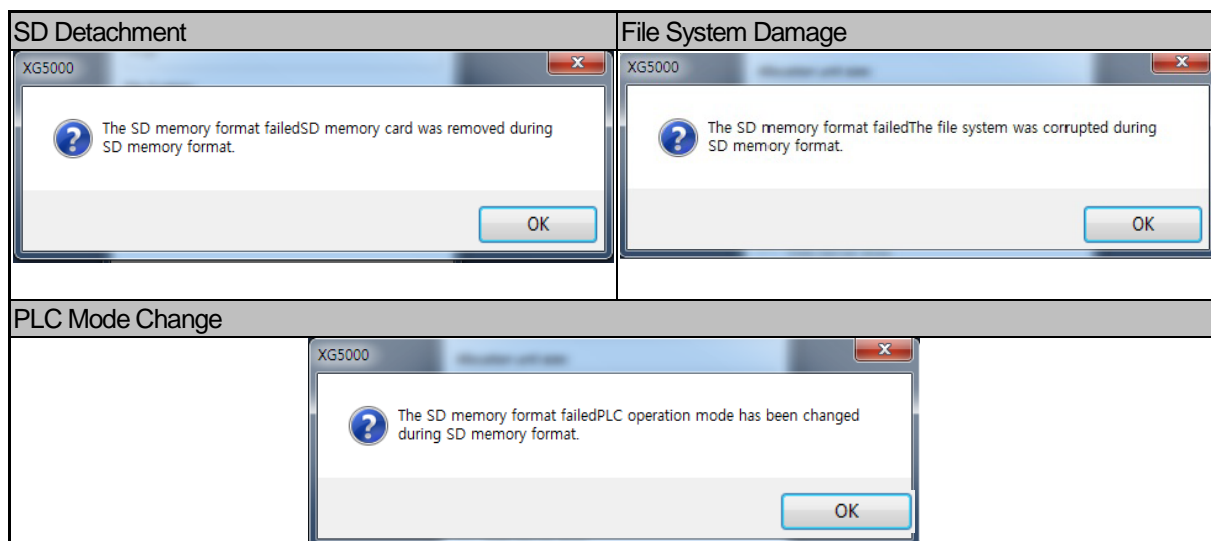 SD Detachment
File System Damage
XG5000
The SD memory format failedSD memory card was removed during
SD memory format.
OK
XG5000
The SD memory format failedThe file system was corrupted during
SD memory format.
OK
PLC Mode Change
XG5000
The SD memory format failedPLC operation mode has been changed
during SD memory format.
OK